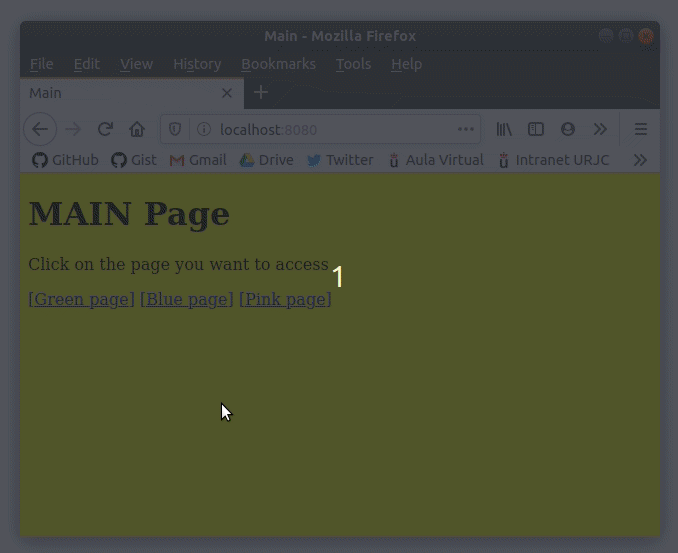 Main - Mozilla Firefox
File Edit View History Bookmarks Tools Help
Main
localhost:8080
GitHub Gist Gmail Drive Twitter Aula Virtual Intranet URJC
MAIN Page
Click on the page you want to access
1
[Green page] [Blue page] [Pink page]